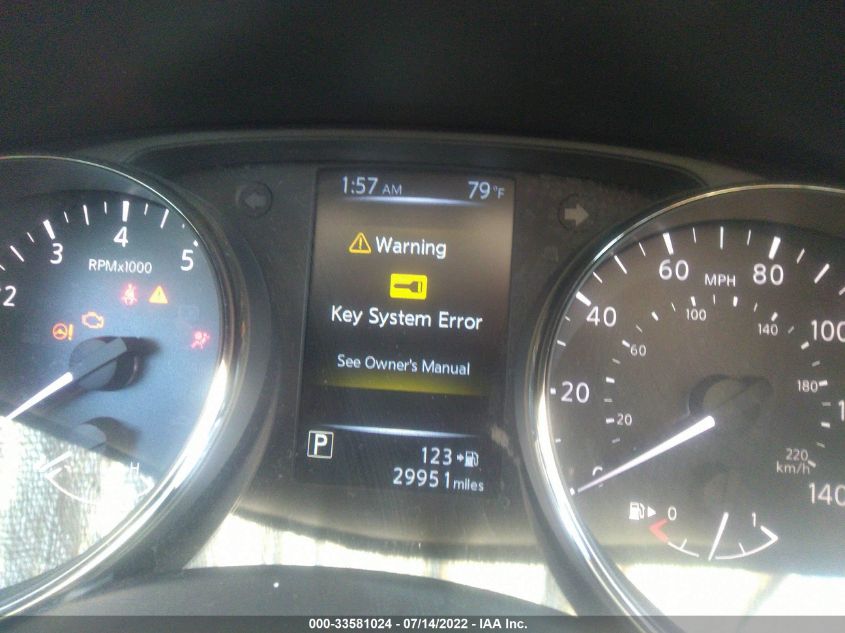 1:57 AM 79 °F
Warning
Key System Error
See Owner's Manual
P
123
29951 miles
2 3 4 5
RPMx1000
H
0 20 40 60 80 100 140
MPH
20 60 100 140 180 220
km/h
0 1
000-33581024 - 07/14/2022 - IAA Inc.